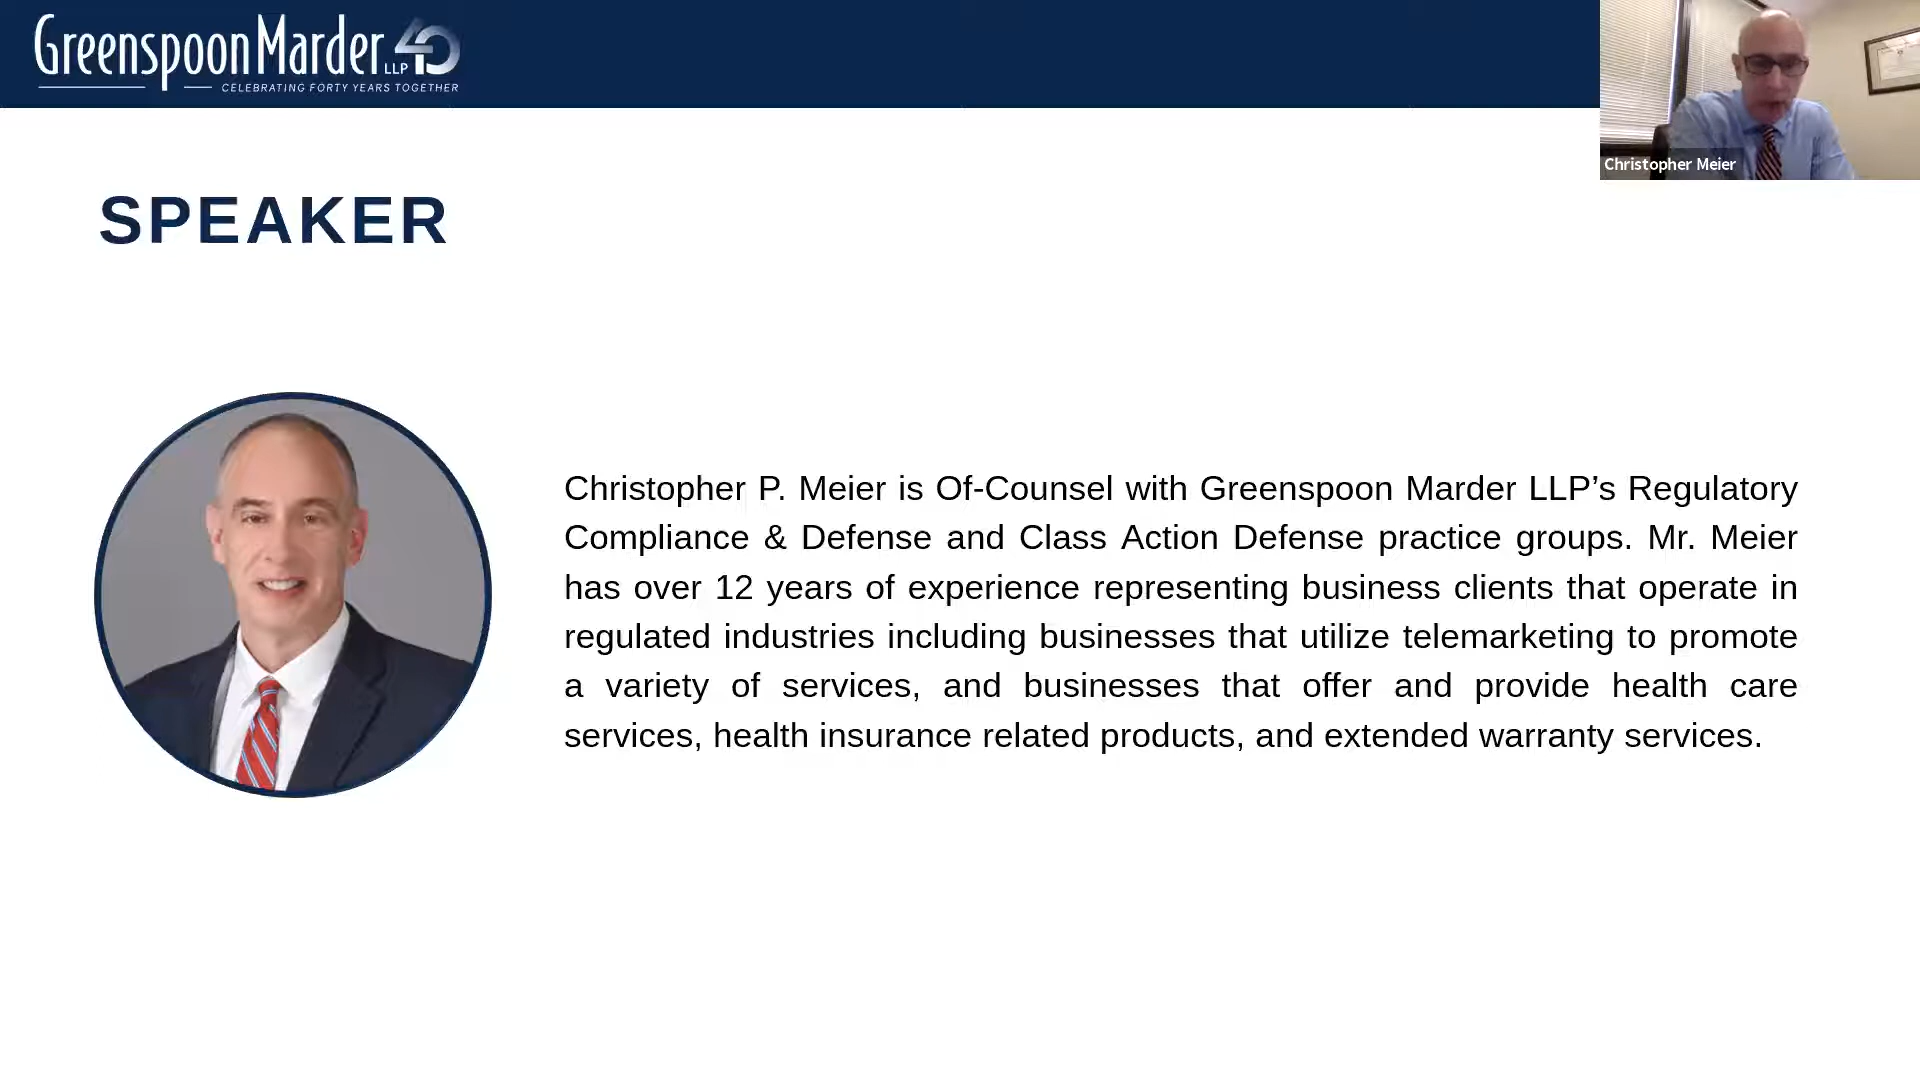 Greenspoon Marder LLP 40
CELEBRATING FORTY YEARS TOGETHER
Christopher Meier
SPEAKER
Christopher P. Meier is Of-Counsel with Greenspoon Marder LLP’s Regulatory
Compliance & Defense and Class Action Defense practice groups. Mr. Meier
has over 12 years of experience representing business clients that operate in
regulated industries including businesses that utilize telemarketing to promote
a variety of services, and businesses that offer and provide health care
services, health insurance related products, and extended warranty services.